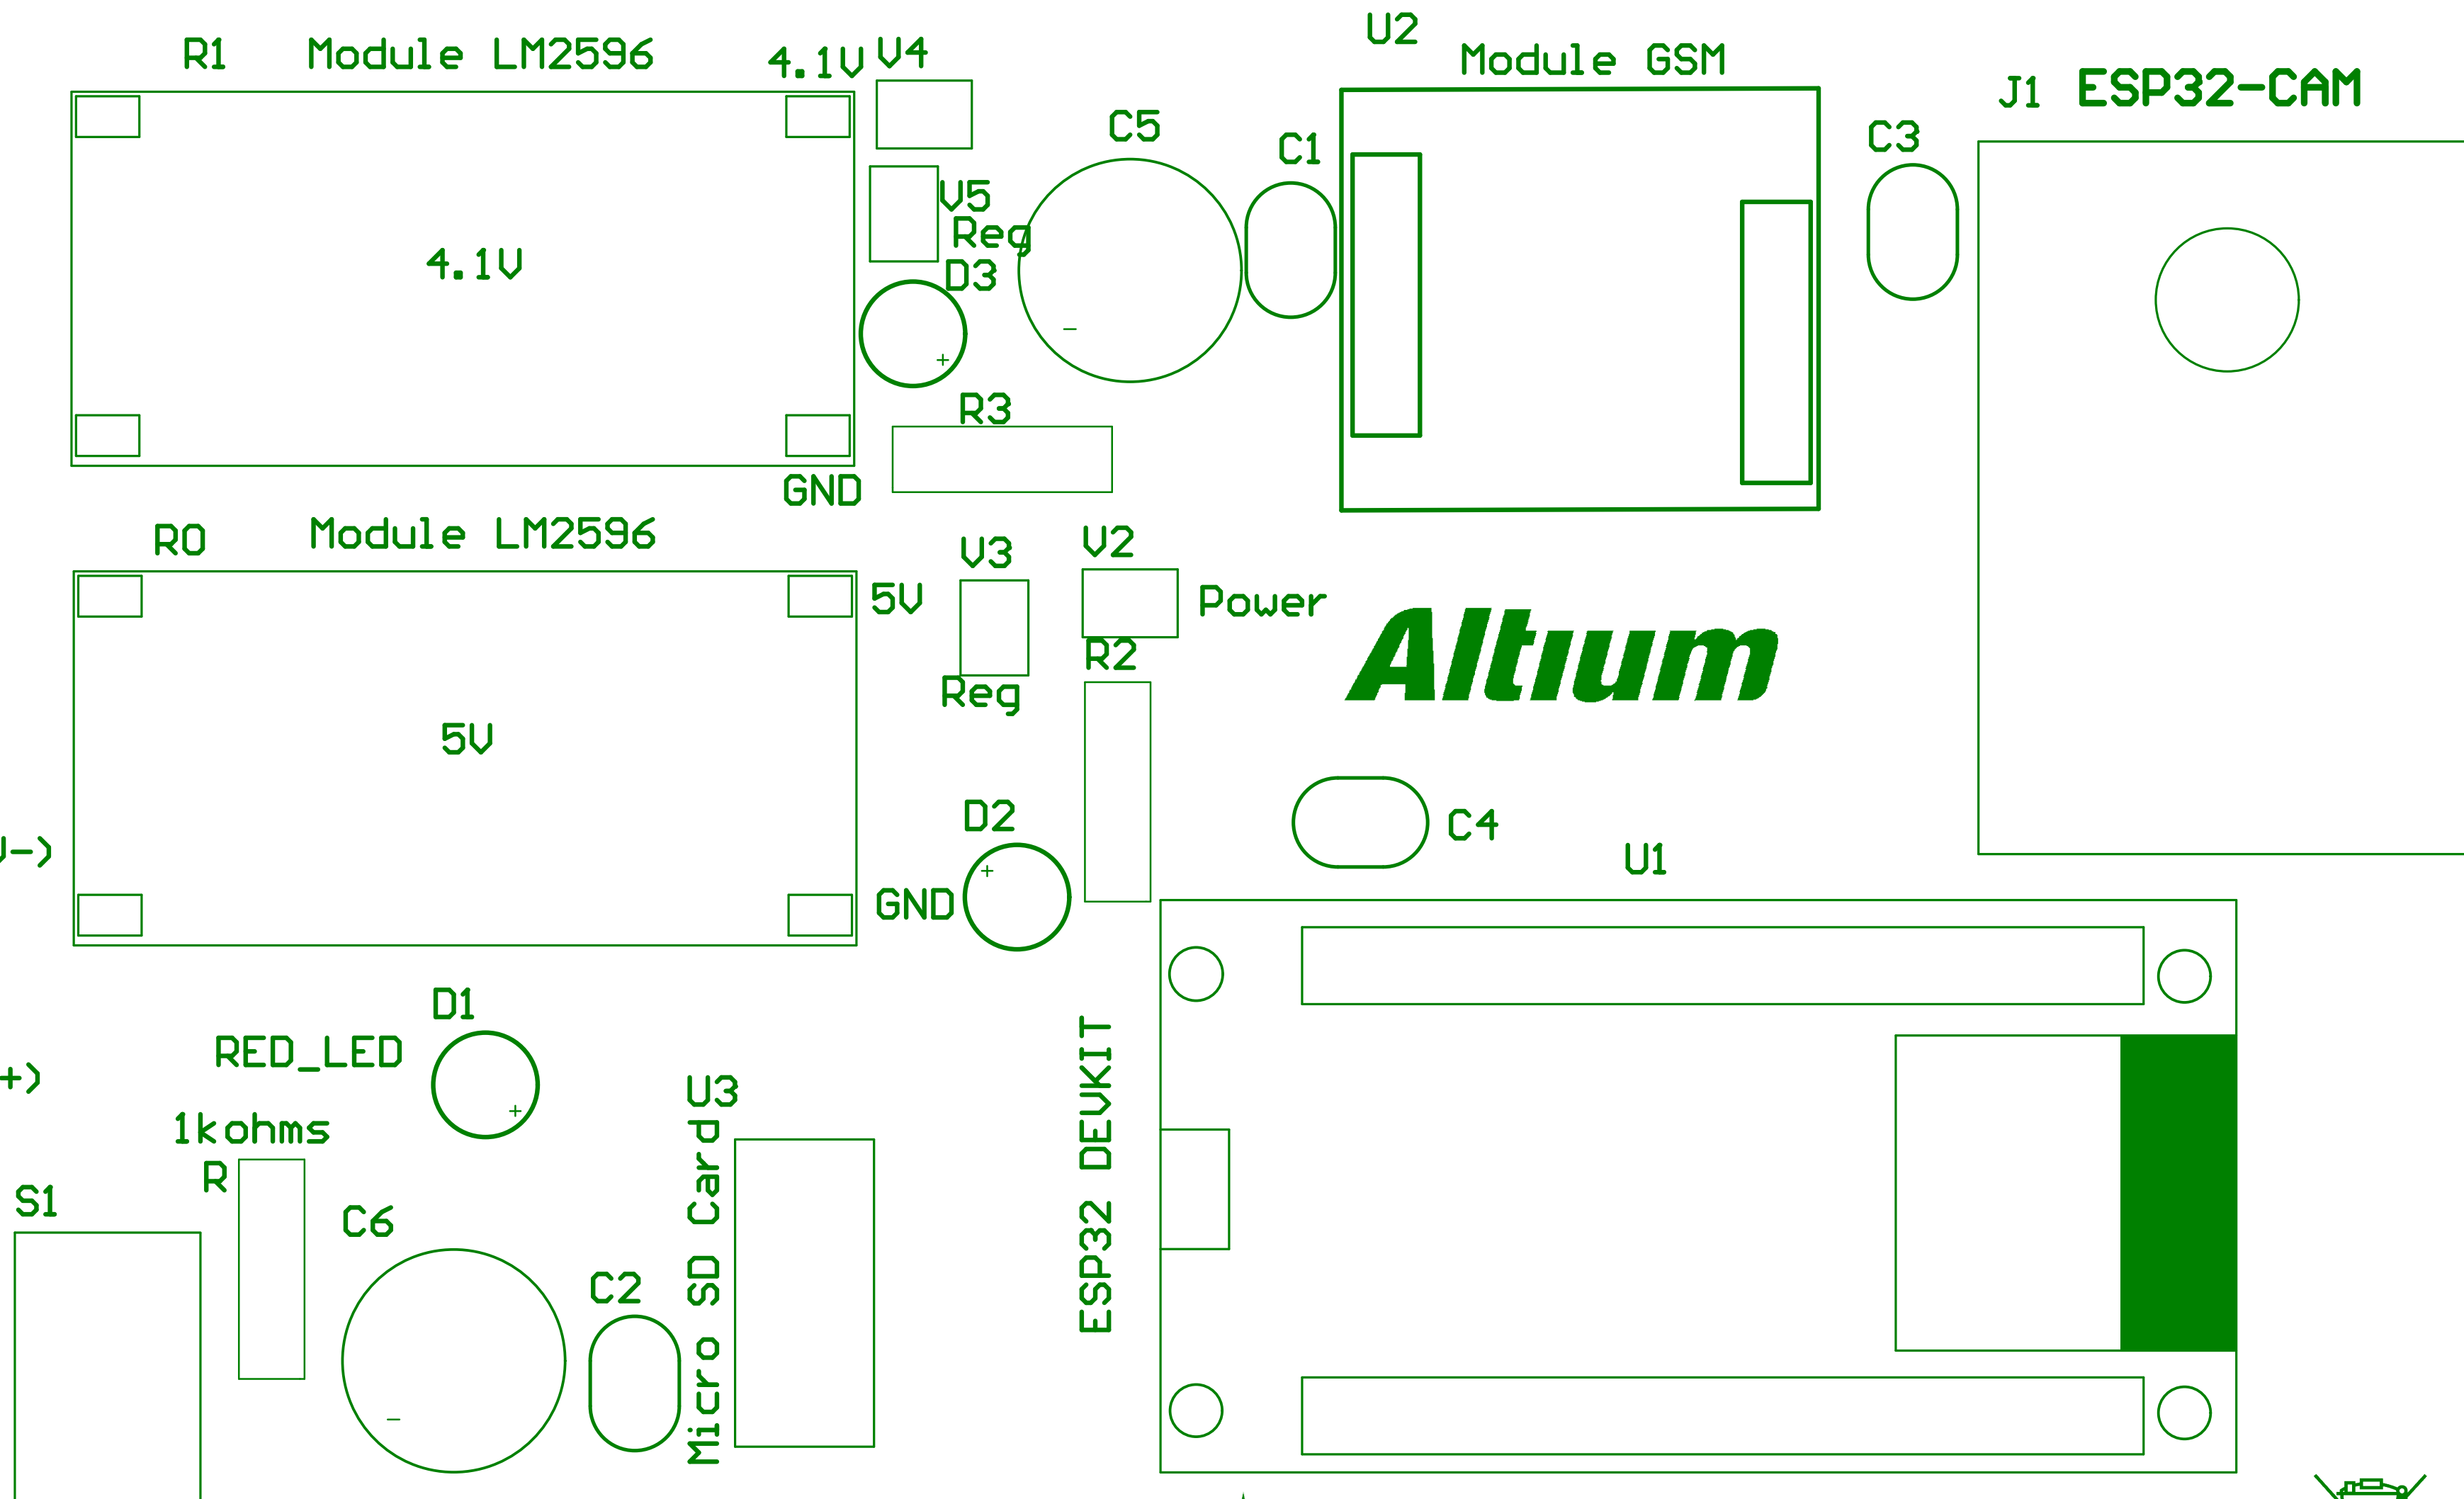 R1 Module LM2596
4.1V
V4
U2
Module GSM
J1
ESP32-CAM
C5
C1
C3
V5
Reg
D3
4.1V
+
−
R3
GND
R0 Module LM2596
5V
V3
V2
Power
R2
Reg
Altium
5V
D2
+
GND
C4
U1
-)
D1
RED_LED
+)
+
1kohms
R
S1
C6
−
C2
U3
Micro SSD Card
ESP32 DEVKIT